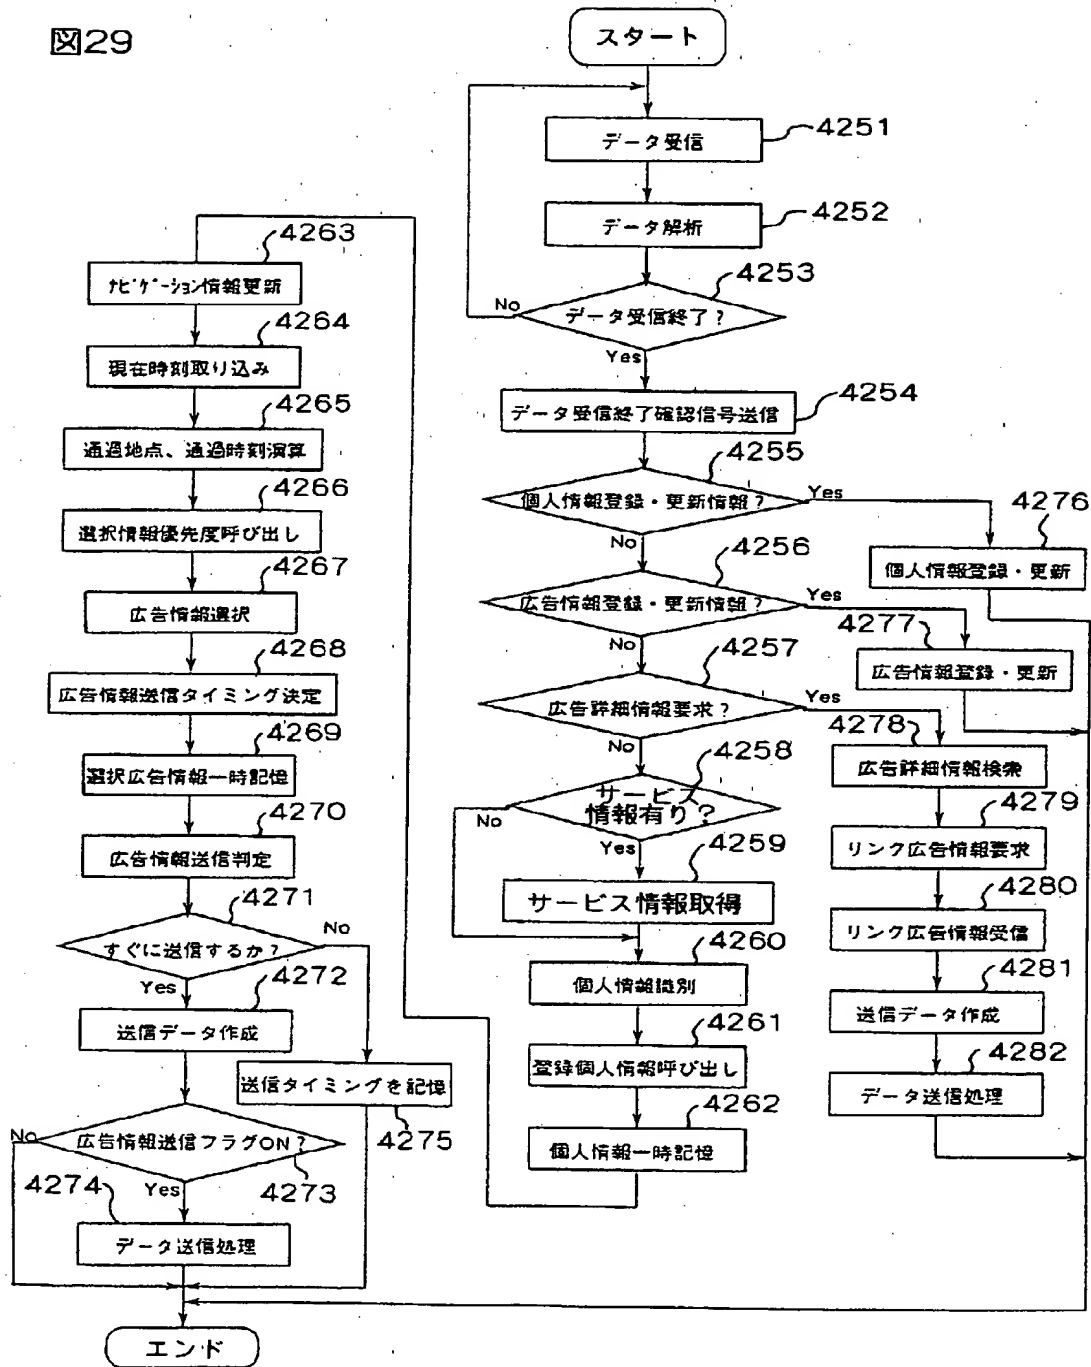 図29
スタート
4251
データ受信
4252
データ解析
4253
データ受信終了?
No
Yes
4254
データ受信終了確認信号送信
4255
個人情報登録・更新情報?
Yes
No
4276
個人情報登録・更新
4256
広告情報登録・更新情報?
Yes
No
4277
広告情報登録・更新
4257
広告詳細情報要求?
Yes
No
4278
広告詳細情報検索
4279
リンク広告情報要求
4280
リンク広告情報受信
4281
送信データ作成
4282
データ送信処理
4258
サービス
情報有り?
No
Yes
4259
サービス情報取得
4260
個人情報識別
4261
登録個人情報呼び出し
4262
個人情報一時記憶
4263
ナビゲーション情報更新
4264
現在時刻取り込み
4265
通過地点、通過時刻演算
4266
選択情報優先度呼び出し
4267
広告情報選択
4268
広告情報送信タイミング決定
4269
選択広告情報一時記憶
4270
広告情報送信判定
4271
すぐに送信するか?
No
Yes
4272
送信データ作成
送信タイミングを記憶
4275
広告情報送信フラグON?
No
4273
Yes
4274
データ送信処理
エンド